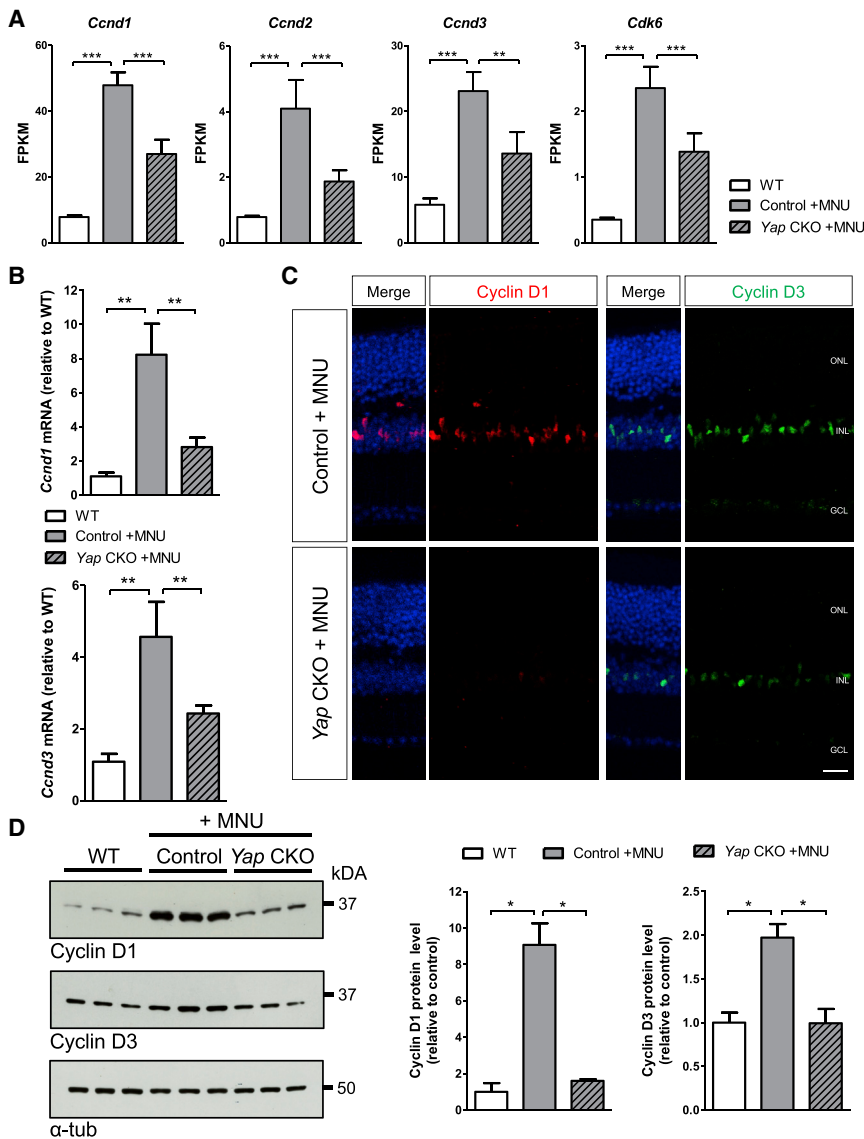 A
Ccnd1
Ccnd2
Ccnd3
Cdk6
FPKM
60
40
20
0
***
***
FPKM
6
4
2
0
***
***
FPKM
30
20
10
0
***
**
FPKM
3
2
1
0
***
***
WT
Control +MNU
Yap CKO +MNU
B
Ccnd1 mRNA (relative to WT)
12
10
8
6
4
2
0
**
**
WT
Control +MNU
Yap CKO +MNU
Ccnd3 mRNA (relative to WT)
6
4
2
0
**
**
C
Merge
Cyclin D1
Merge
Cyclin D3
Control + MNU
ONL
INL
GCL
Yap CKO + MNU
ONL
INL
GCL
D
+ MNU
WT
Control
Yap CKO
kDA
37
Cyclin D1
37
Cyclin D3
50
α-tub
WT
Control +MNU
Yap CKO +MNU
Cyclin D1 protein level
(relative to control)
10
8
6
4
2
0
*
*
Cyclin D3 protein level
(relative to control)
2.5
2.0
1.5
1.0
0.5
0.0
*
*